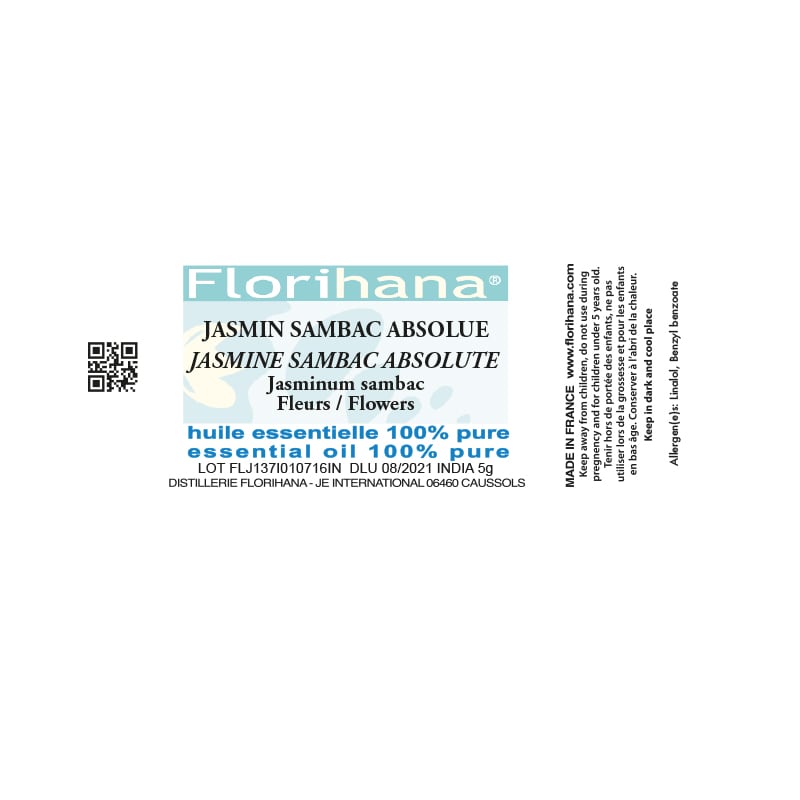 Florihana®
JASMIN SAMBAC ABSOLUE
JASMINE SAMBAC ABSOLUTE
Jasminum sambac
Fleurs / Flowers
huile essentielle 100% pure
essential oil 100% pure
LOT FLJ137I010716IN DLU 08/2021 INDIA 5g
DISTILLERIE FLORIHANA - JE INTERNATIONAL 06460 CAUSSOLS
MADE IN FRANCE www.florihana.com
Keep away from children, do not use during
pregnency and for children under 5 years old.
Tenir hors de portée des enfants, ne pas
utiliser lors de la grossesse et pour les enfants
en bas âge. Conserver à l'abri de la chaleur.
Keep in dark and cool place
Allergen(e)s: Linalol, Benzyl benzoate